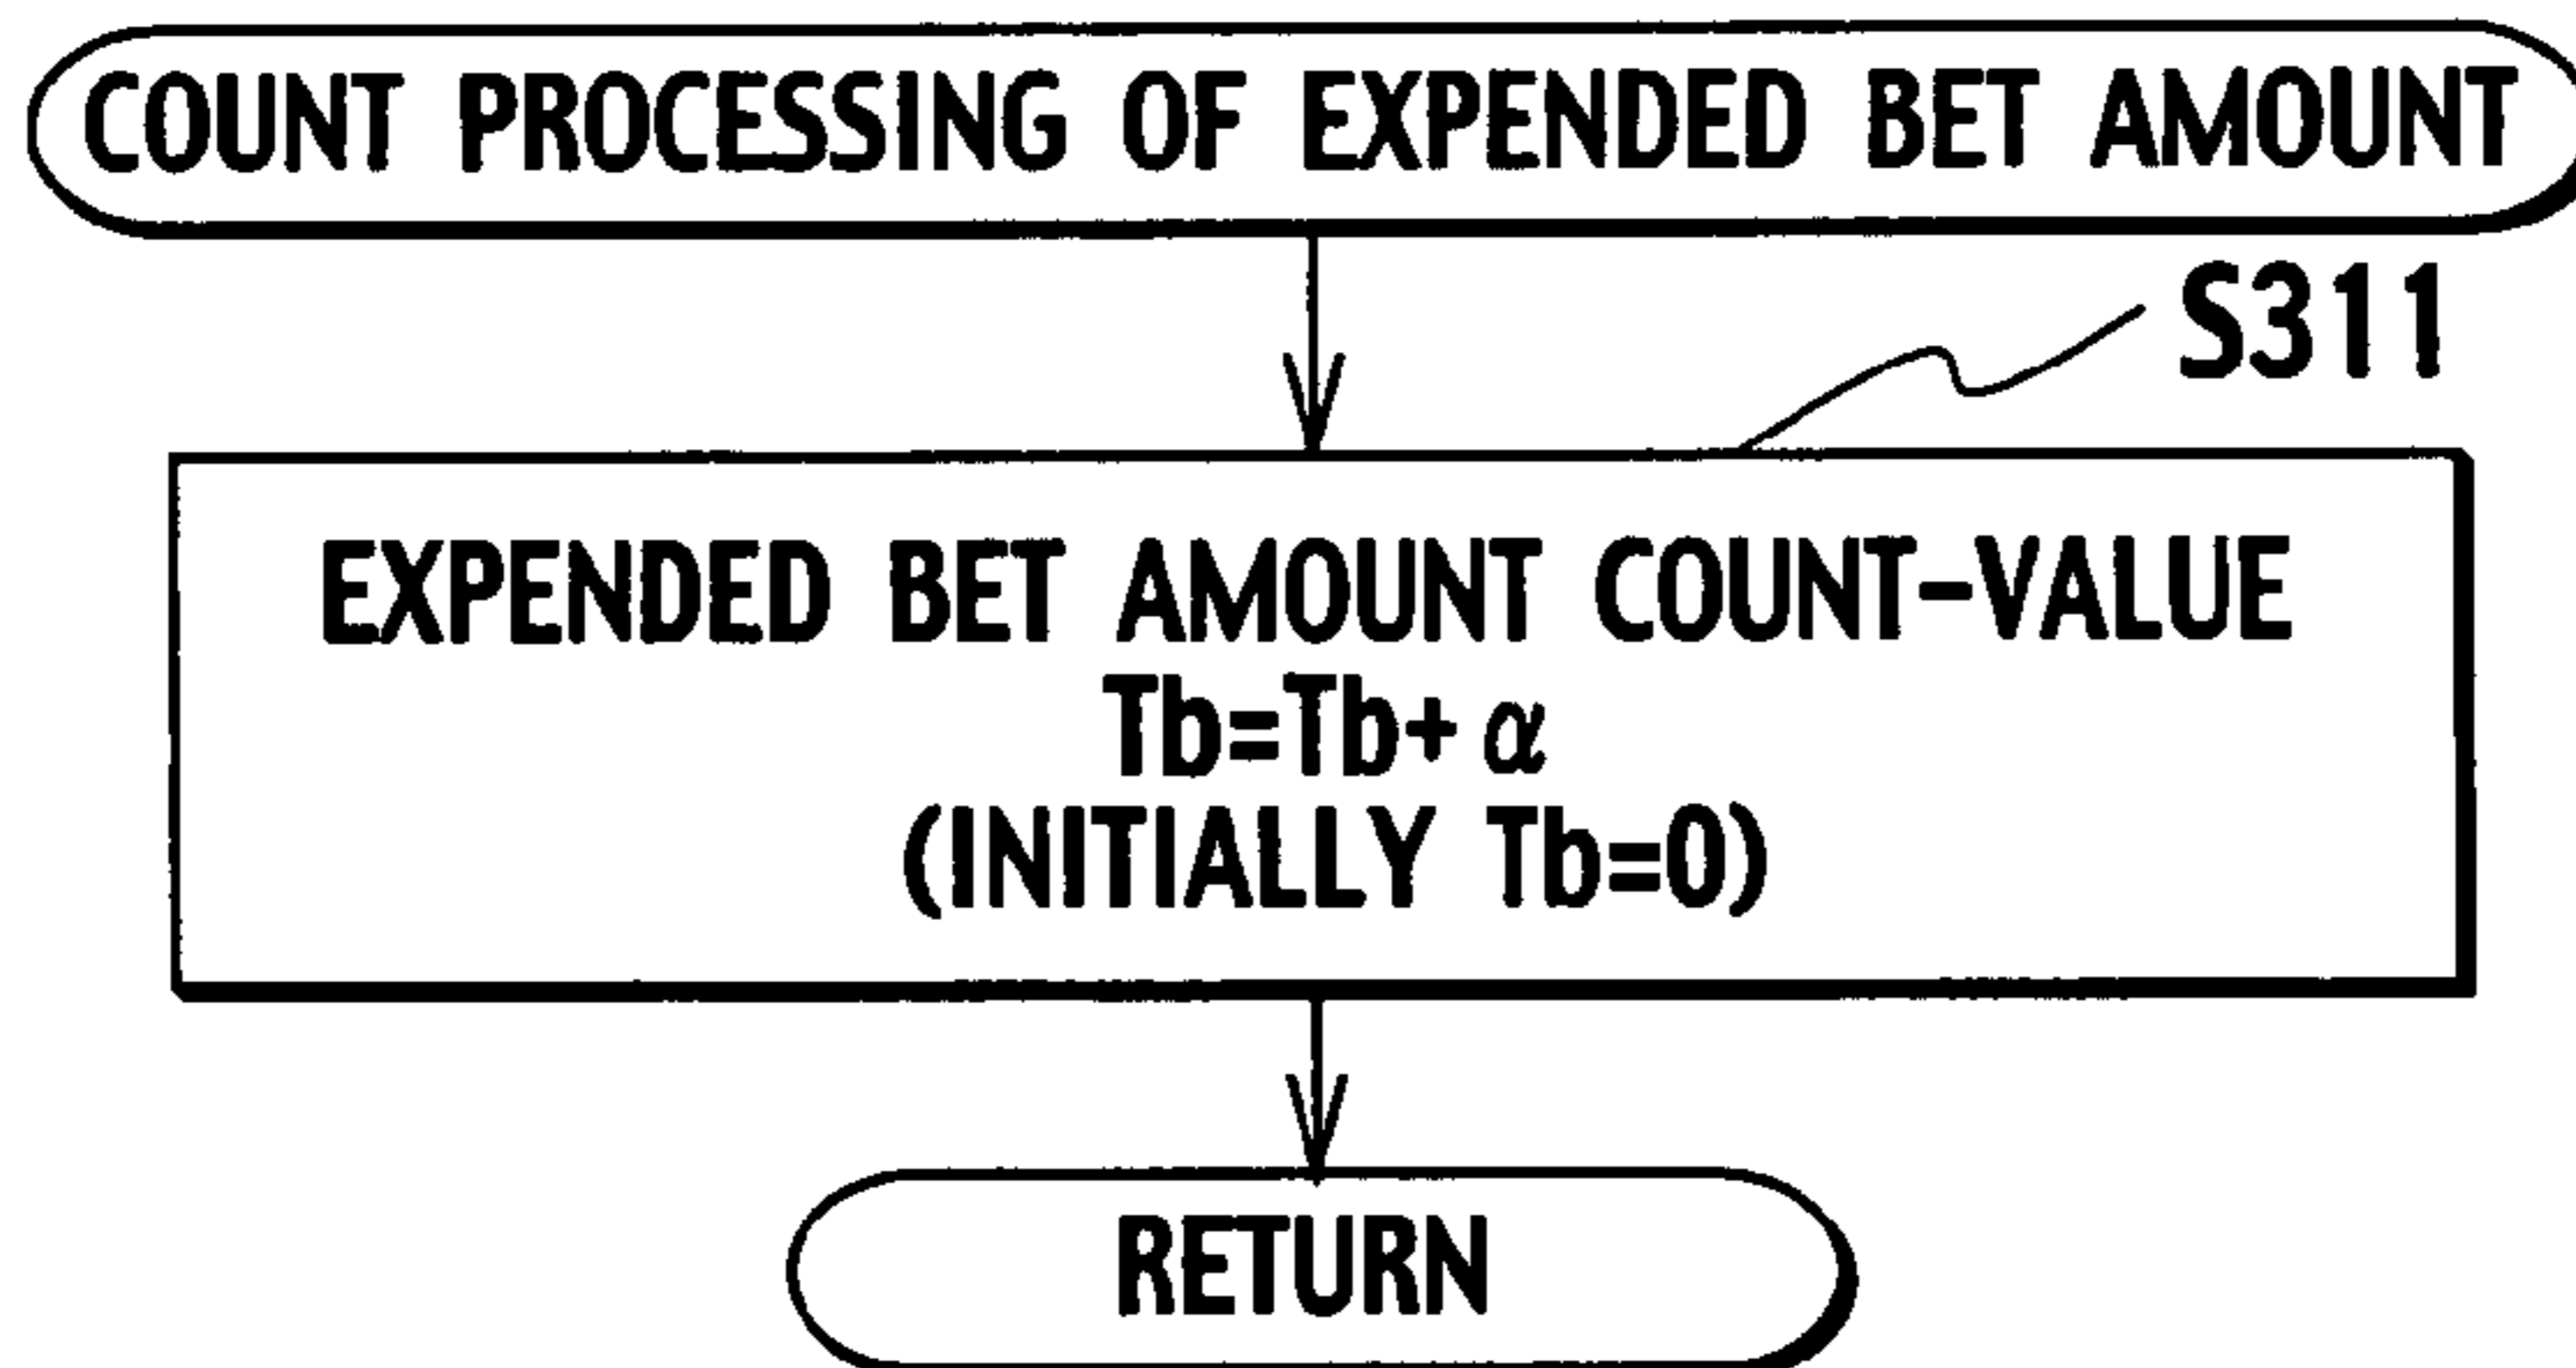 COUNT PROCESSING OF EXPENDED BET AMOUNT
S311
EXPENDED BET AMOUNT COUNT-VALUE
Tb=Tb+ α
(INITIALLY Tb=0)
RETURN